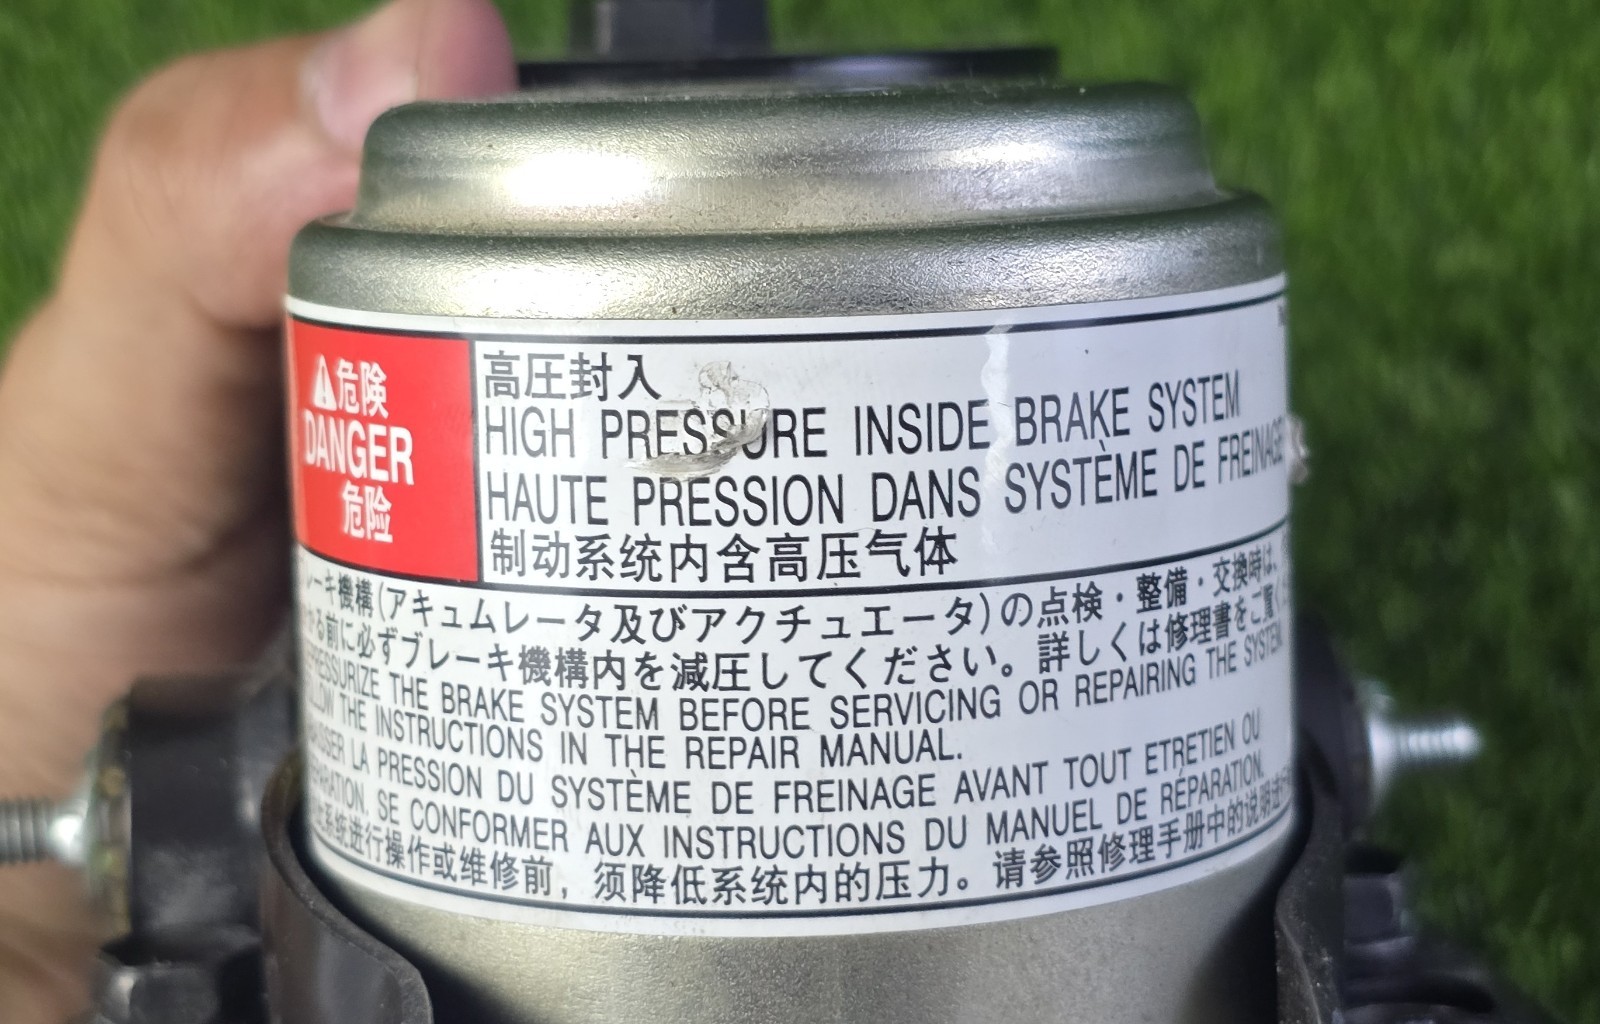 危険
DANGER
危险
高圧封入
HIGH PRESSURE INSIDE BRAKE SYSTEM
HAUTE PRESSION DANS SYSTÈME DE FREINAGE
制动系统内含高压气体
レーキ機構(アキュムレータ及びアクチュエータ)の点検・整備・交換時は、
る前に必ずブレーキ機構内を減圧してください。詳しくは修理書をご覧く
PRESSURIZE THE BRAKE SYSTEM BEFORE SERVICING OR REPAIRING THE SYSTEM.
LLOW THE INSTRUCTIONS IN THE REPAIR MANUAL.
AISSER LA PRESSION DU SYSTÈME DE FREINAGE AVANT TOUT ETRETIEN OU
RÉPARATION. SE CONFORMER AUX INSTRUCTIONS DU MANUEL DE RÉPARATION.
系统进行操作或维修前，须降低系统内的压力。请参照修理手册中的说明进行